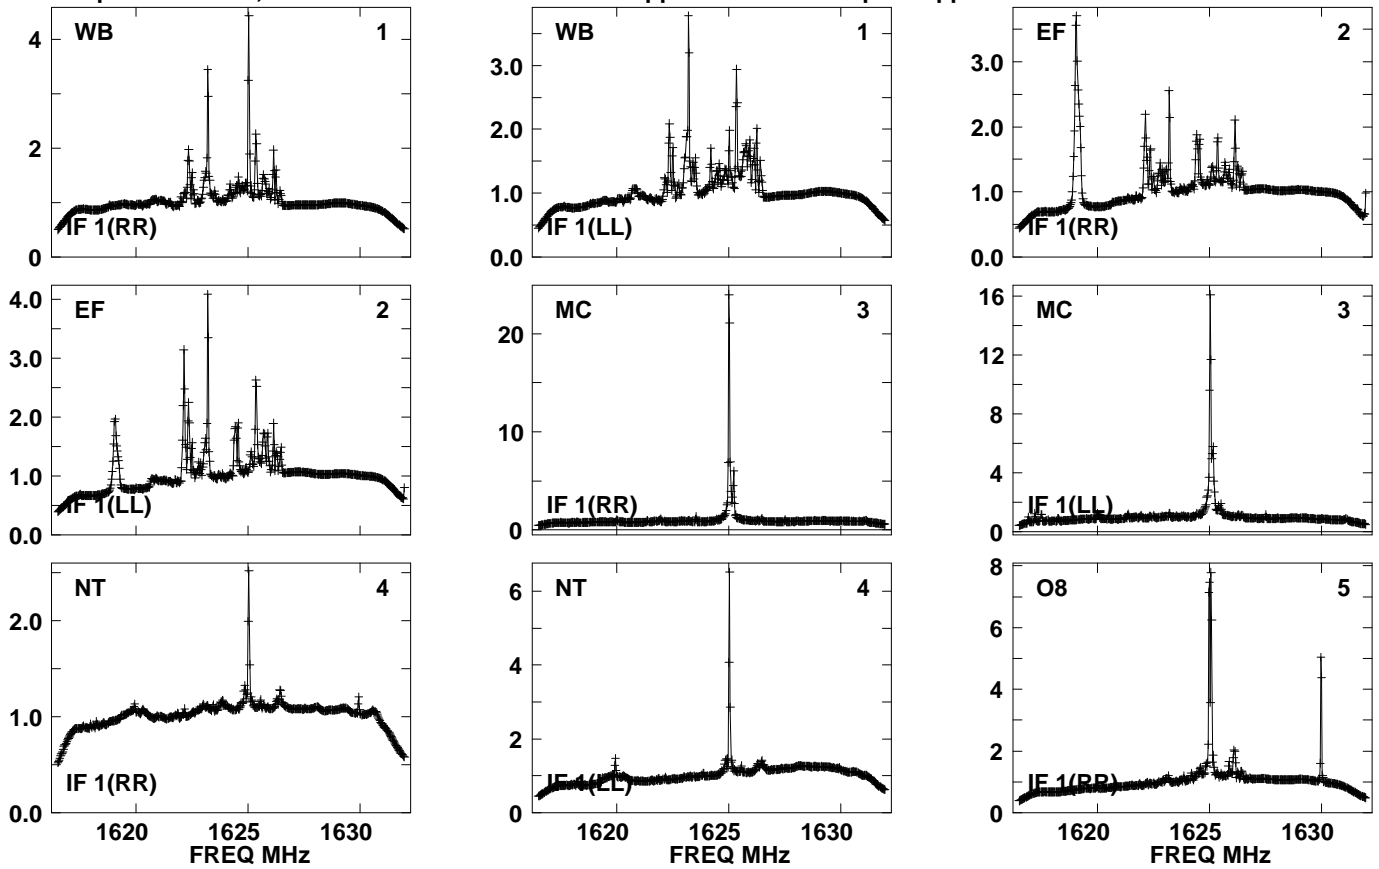 WB 1
4
2
0
IF 1(RR)
WB 1
3.0
2.0
1.0
0.0
IF 1(LL)
EF 2
3.0
2.0
1.0
0.0
IF 1(RR)
EF 2
4.0
3.0
2.0
1.0
0.0
IF 1(LL)
MC 3
20
10
0
IF 1(RR)
MC 3
16
12
8
4
0
IF 1(LL)
NT 4
2.0
1.0
0.0
IF 1(RR)
1620 1625 1630
FREQ MHz
NT 4
6
4
2
0
IF 1(LL)
1620 1625 1630
FREQ MHz
O8 5
8
6
4
2
0
IF 1(RR)
1620 1625 1630
FREQ MHz